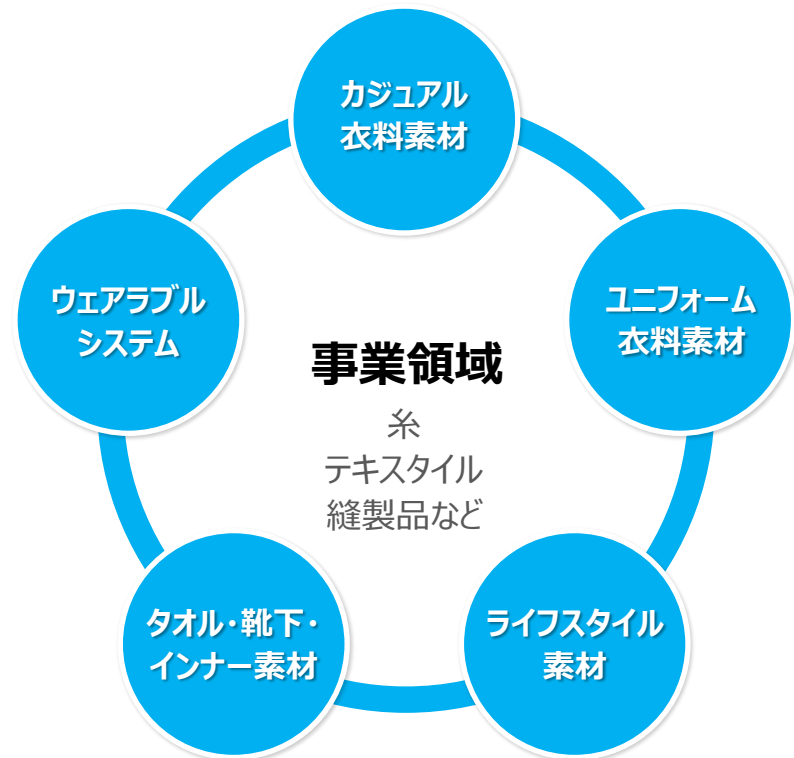 カジュアル
衣料素材
ウェアラブル
システム
ユニフォーム
衣料素材
事業領域
糸
テキスタイル
縫製品など
タオル・靴下・
インナー素材
ライフスタイル
素材